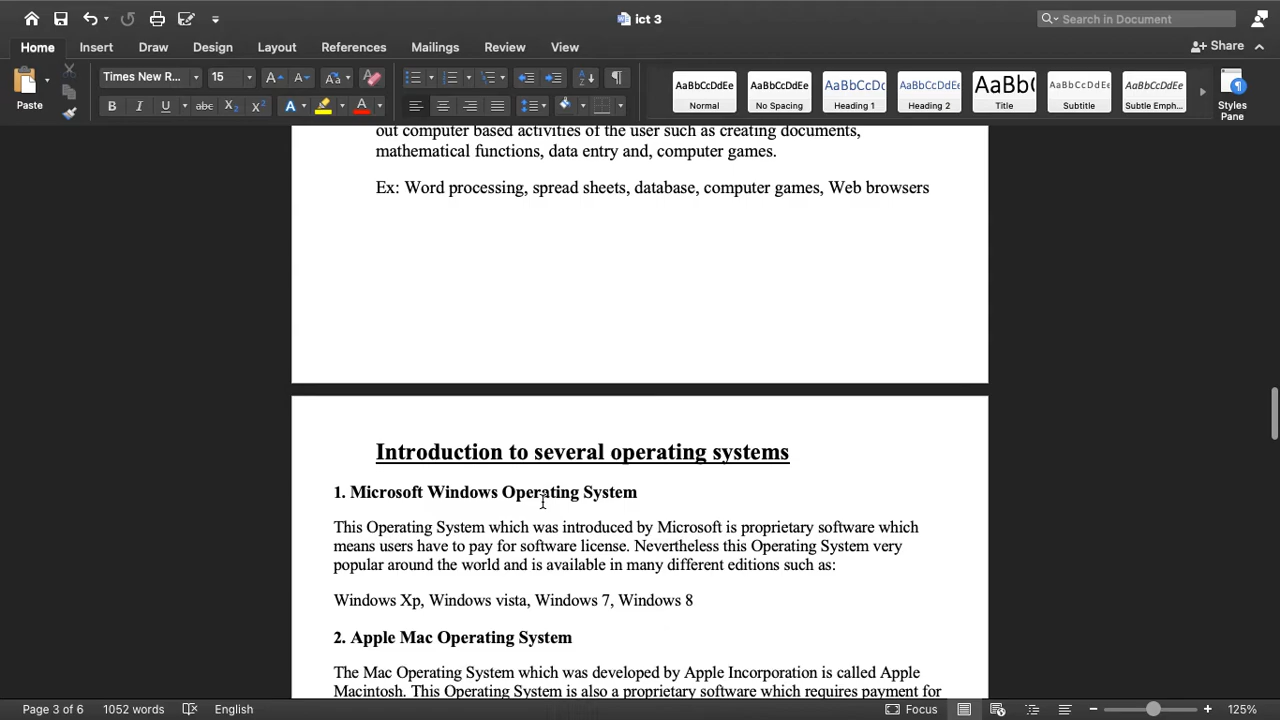 ict 3
Search in Document
Home Insert Draw Design Layout References Mailings Review View
Share
Paste
Times New R... 15
B I U abc X2 X2 A A
AaBbCcDdEe AaBbCcDdEe AaBbCcDc AaBbCcDdEe AaBbCc( AaBbCcDdEe AaBbCcDdEe
Normal No Spacing Heading 1 Heading 2 Title Subtitle Subtle Emph...
Styles
Pane
out computer based activities of the user such as creating documents,
mathematical functions, data entry and, computer games.
Ex: Word processing, spread sheets, database, computer games, Web browsers
Introduction to several operating systems
1. Microsoft Windows Operating System
This Operating System which was introduced by Microsoft is proprietary software which
means users have to pay for software license. Nevertheless this Operating System very
popular around the world and is available in many different editions such as:
Windows Xp, Windows vista, Windows 7, Windows 8
2. Apple Mac Operating System
The Mac Operating System which was developed by Apple Incorporation is called Apple
Macintosh. This Operating System is also a proprietary software which requires payment for
Page 3 of 6 1052 words English Focus 125%